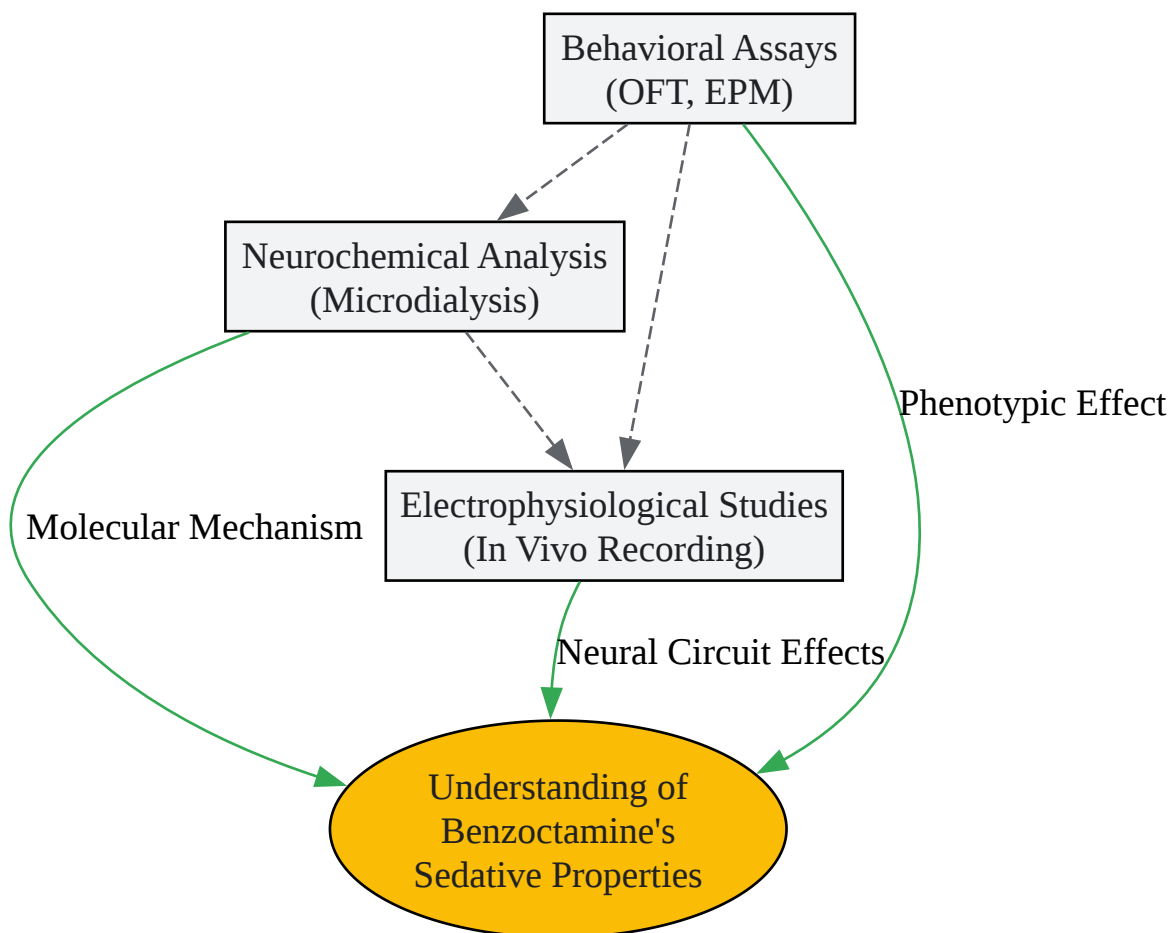 Behavioral Assays
(OFT, EPM)
Neurochemical Analysis
(Microdialysis)
Phenotypic Effect
Electrophysiological Studies
(In Vivo Recording)
Molecular Mechanism
Neural Circuit Effects
Understanding of
Benzoctamine's
Sedative Properties